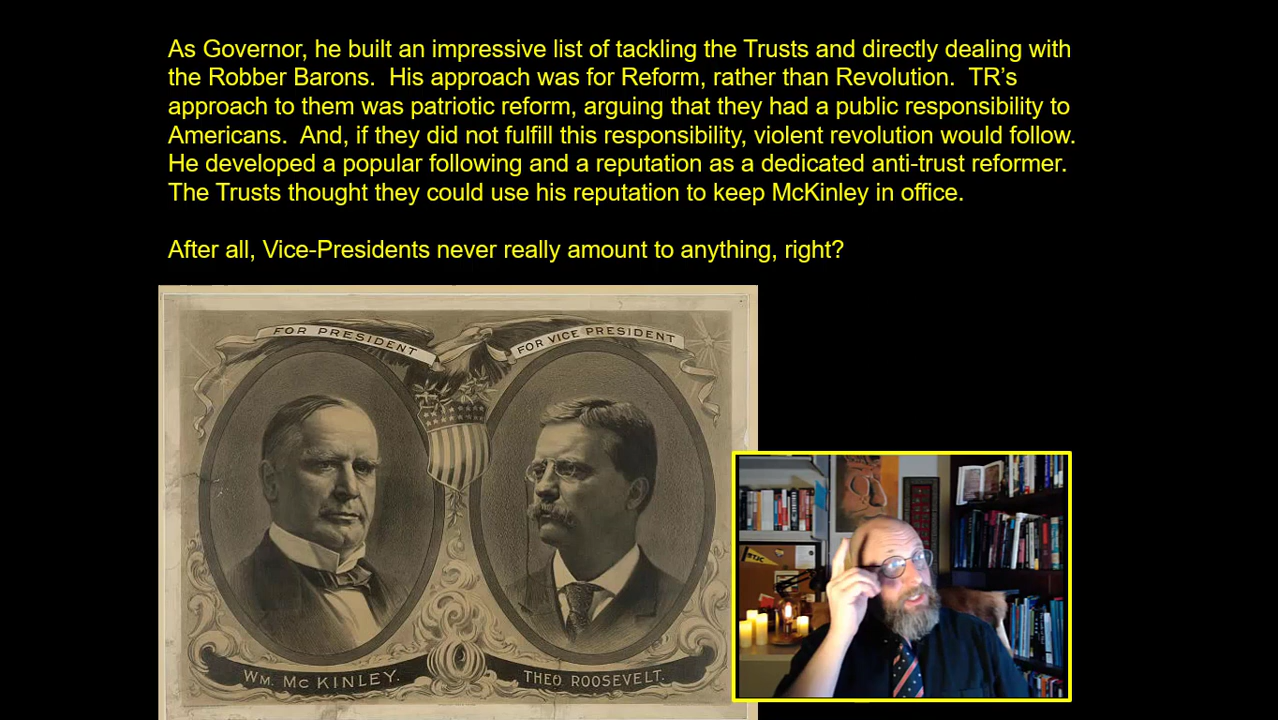 As Governor, he built an impressive list of tackling the Trusts and directly dealing with
the Robber Barons.  His approach was for Reform, rather than Revolution.  TR’s
approach to them was patriotic reform, arguing that they had a public responsibility to
Americans.  And, if they did not fulfill this responsibility, violent revolution would follow.
He developed a popular following and a reputation as a dedicated anti-trust reformer.
The Trusts thought they could use his reputation to keep McKinley in office.
After all, Vice-Presidents never really amount to anything, right?
FOR PRESIDENT
FOR VICE PRESIDENT
WM. MCKINLEY.
THEO. ROOSEVELT.